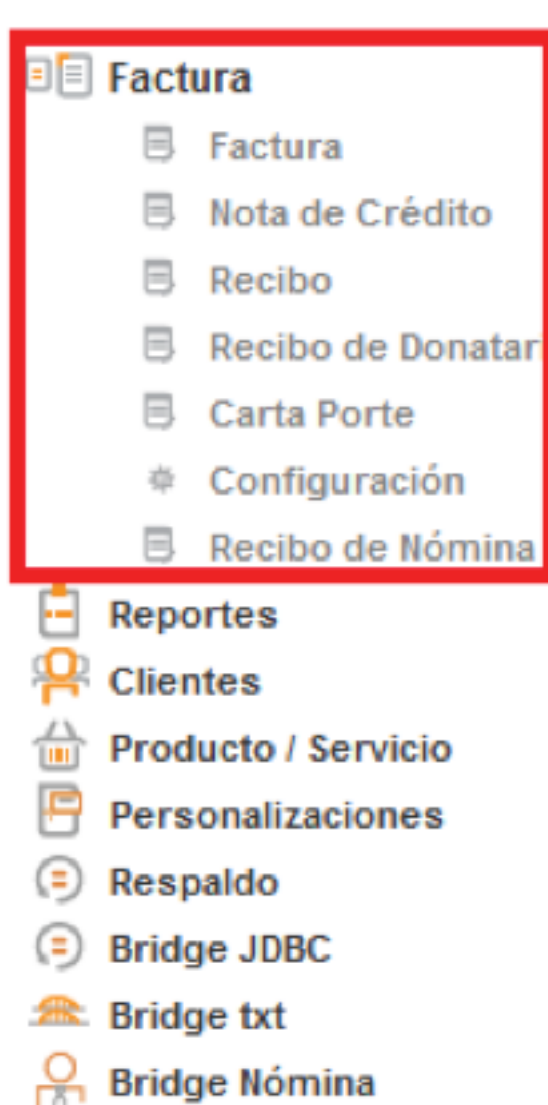 Factura
Factura
Nota de Crédito
Recibo
Recibo de Donatar
Carta Porte
Configuración
Recibo de Nómina
Reportes
Clientes
Producto / Servicio
Personalizaciones
Respaldo
Bridge JDBC
Bridge txt
Bridge Nómina